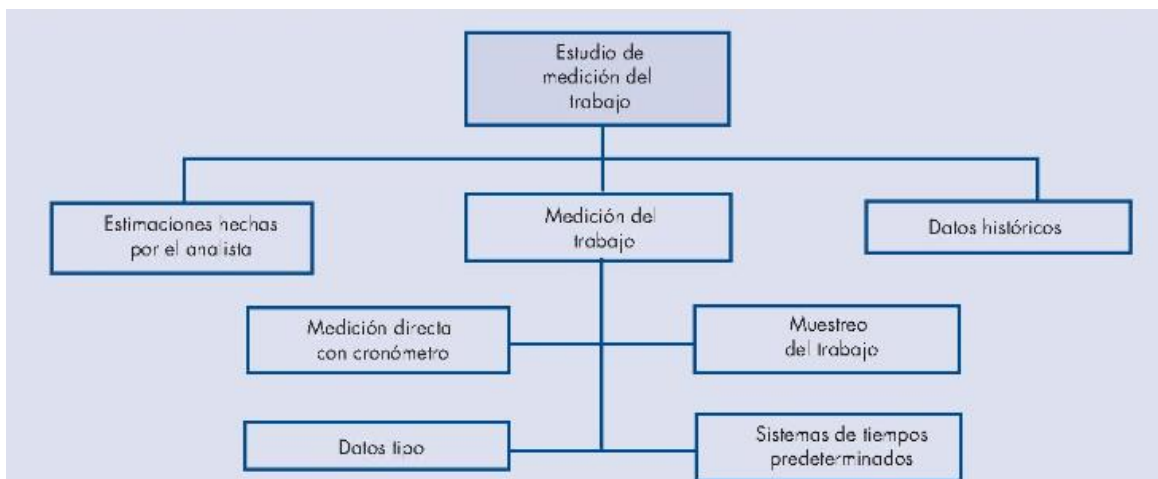 Estudio de
medición del
trabajo
Estimaciones hechas
por el analista
Medición del
trabajo
Datos históricos
Medición directa
con cronómetro
Muestreo
del trabajo
Datos tipo
Sistemas de tiempos
predeterminados